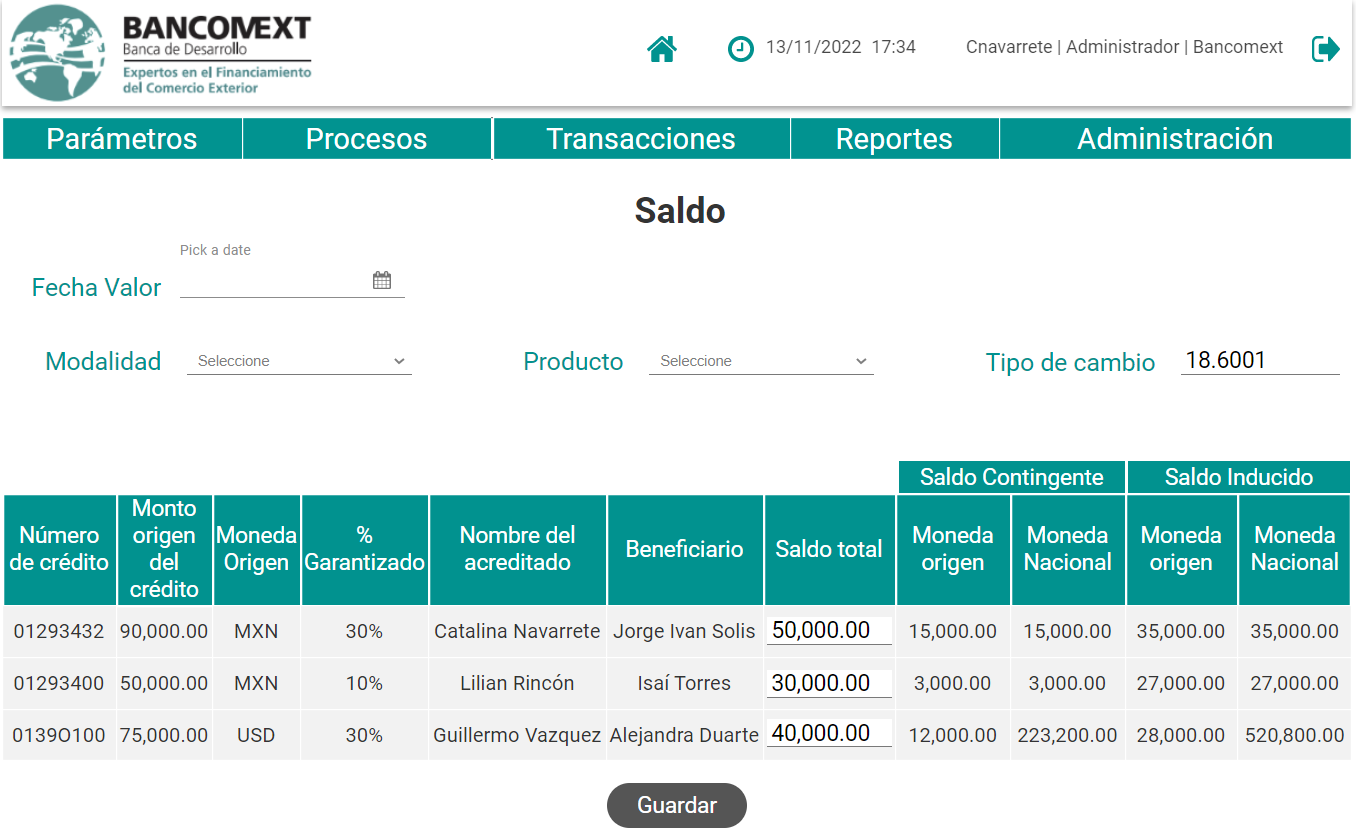 BANCOMEXT
Banca de Desarrollo
Expertos en el Financiamiento
del Comercio Exterior
13/11/2022 17:34
Cnavarrete | Administrador | Bancomext
Parámetros Procesos Transacciones Reportes Administración
Saldo
Pick a date
Fecha Valor
Modalidad Seleccione Producto Seleccione Tipo de cambio 18.6001
Saldo Contingente Saldo Inducido
Número de crédito Monto origen del crédito Moneda Origen % Garantizado Nombre del acreditado Beneficiario Saldo total Moneda origen Moneda Nacional Moneda origen Moneda Nacional
01293432 90,000.00 MXN 30% Catalina Navarrete Jorge Ivan Solis 50,000.00 15,000.00 15,000.00 35,000.00 35,000.00
01293400 50,000.00 MXN 10% Lilian Rincón Isaí Torres 30,000.00 3,000.00 3,000.00 27,000.00 27,000.00
0139O100 75,000.00 USD 30% Guillermo Vazquez Alejandra Duarte 40,000.00 12,000.00 223,200.00 28,000.00 520,800.00
Guardar